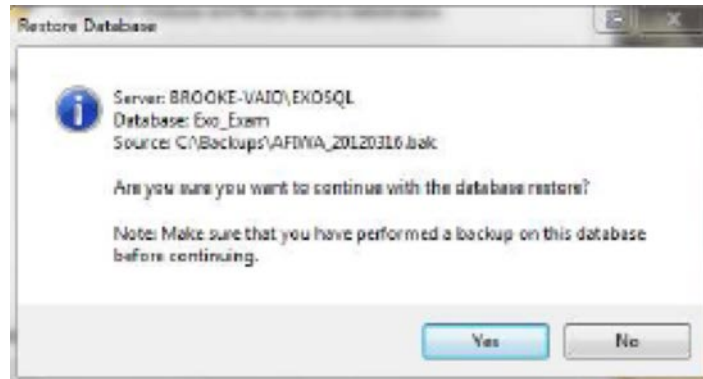 Restore Database
Server: BROOKE-VAIO\EXOSQL
Database: Exo_Exam
Source: C:\Backups\AFIWA_20120316.bak
Are you sure you want to continue with the database restore?
Note: Make sure that you have performed a backup on this database
before continuing.
Yes
No